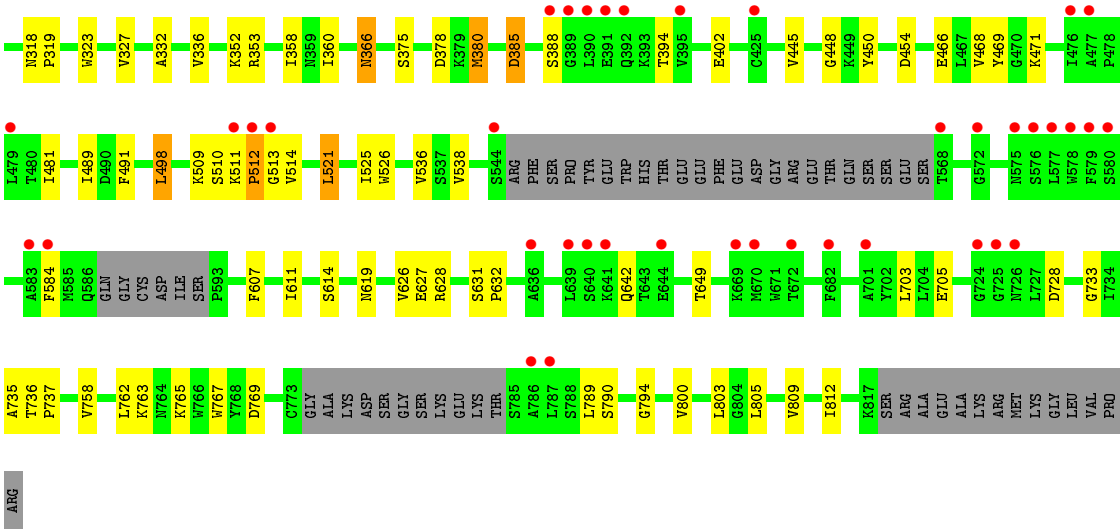 N318 P319 W323 V327 A332 V336 K352 R353 I358 N359 I360 N366 S375 D378 K379 M380 D385 S388 G389 L390 E391 Q392 K393 T394 V395 E402 C425 V445 G448 K449 Y450 D454 E466 L467 V468 Y469 G470 K471 I476 A477 P478
L479 T480 I481 I489 D490 F491 L498 K509 S510 K511 P512 G513 V514 L521 I525 W526 V536 S537 V538 S544 ARG PHE SER PRO TYR GLU TRP HIS THR GLU GLU PHE GLU ASP GLY ARG GLU THR GLN SER SER GLU SER T568 G572 N575 S576 L577 W578 F579 S580
A583 F584 M585 Q586 GLN GLY CYS ASP ILE SER P593 F607 I611 S614 N619 V626 E627 R628 S631 P632 A636 L639 S640 K641 Q642 T643 E644 T649 K669 M670 W671 T672 F682 A701 Y702 L703 L704 E705 G724 G725 N726 L727 D728 G733 I734
A735 T736 P737 V758 L762 K763 N764 K765 W766 W767 Y768 D769 C773 GLY ALA LYS ASP SER GLY SER LYS GLU LYS THR S785 A786 L787 S788 L789 S790 G794 V800 L803 G804 L805 V809 I812 K817 SER ARG ALA GLU ALA LYS ARG MET LYS GLY LEU VAL PRO
ARG